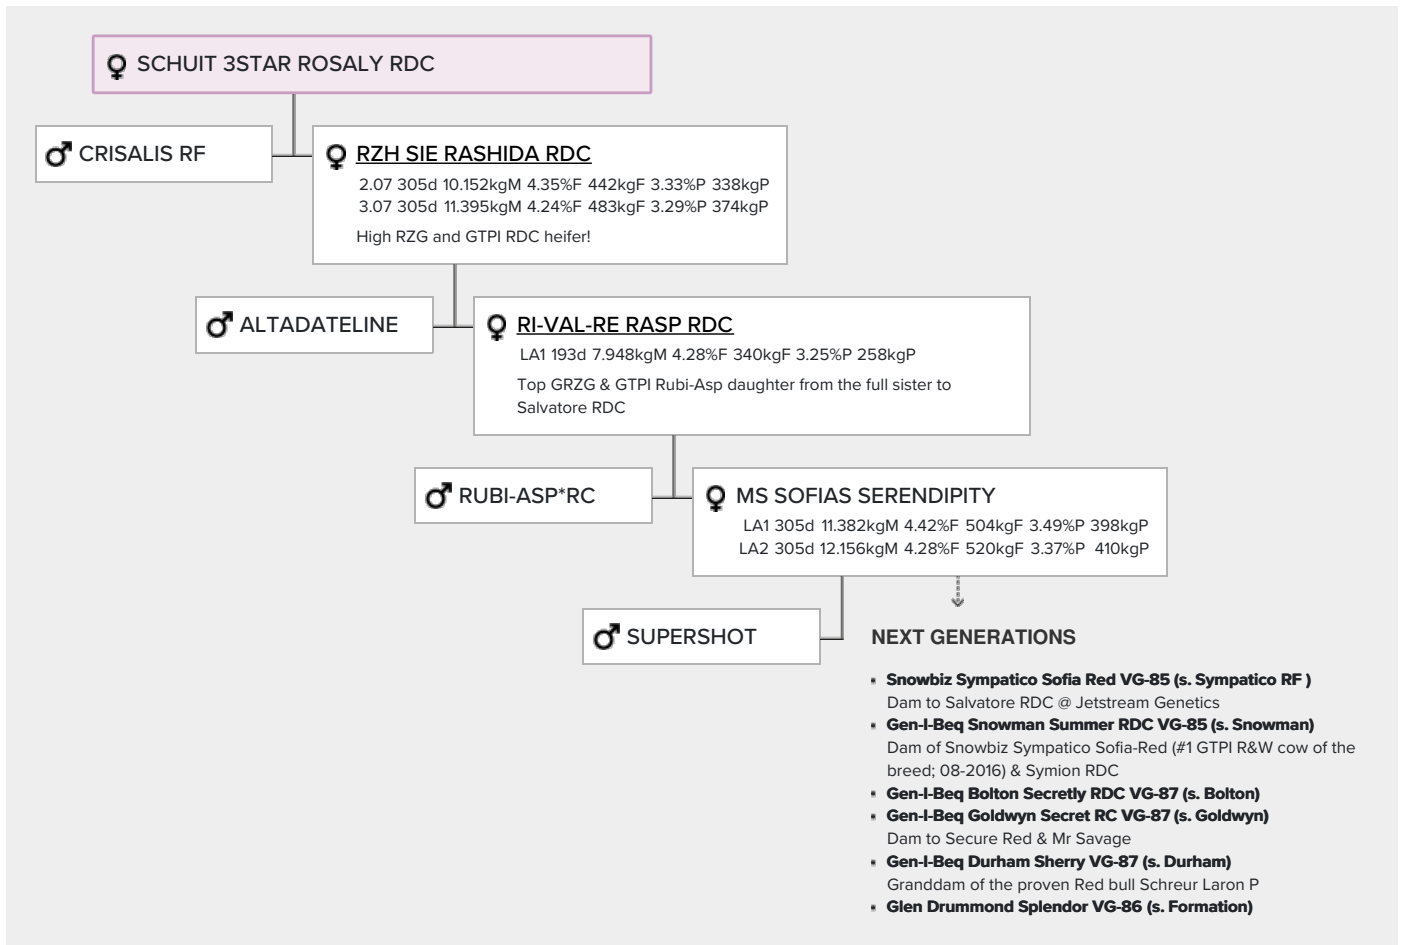 SCHUIT 3STAR ROSALY RDC
CRISALIS RF
RZH SIE RASHIDA RDC
2.07 305d 10.152kgM 4.35%F 442kgF 3.33%P 338kgP
3.07 305d 11.395kgM 4.24%F 483kgF 3.29%P 374kgP
High RZG and GTPI RDC heifer!
ALTADATELINE
RI-VAL-RE RASP RDC
LA1 193d 7.948kgM 4.28%F 340kgF 3.25%P 258kgP
Top GRZG & GTPI Rubi-Asp daughter from the full sister to
Salvatore RDC
RUBI-ASP*RC
MS SOFIAS SERENDIPITY
LA1 305d 11.382kgM 4.42%F 504kgF 3.49%P 398kgP
LA2 305d 12.156kgM 4.28%F 520kgF 3.37%P 410kgP
SUPERSHOT
NEXT GENERATIONS
Snowbiz Sympatico Sofia Red VG-85 (s. Sympatico RF )
Dam to Salvatore RDC @ Jetstream Genetics
Gen-I-Beq Snowman Summer RDC VG-85 (s. Snowman)
Dam of Snowbiz Sympatico Sofia-Red (#1 GTPI R&W cow of the
breed; 08-2016) & Symion RDC
Gen-I-Beq Bolton Secretly RDC VG-87 (s. Bolton)
Gen-I-Beq Goldwyn Secret RC VG-87 (s. Goldwyn)
Dam to Secure Red & Mr Savage
Gen-I-Beq Durham Sherry VG-87 (s. Durham)
Granddam of the proven Red bull Schreur Laron P
Glen Drummond Splendor VG-86 (s. Formation)